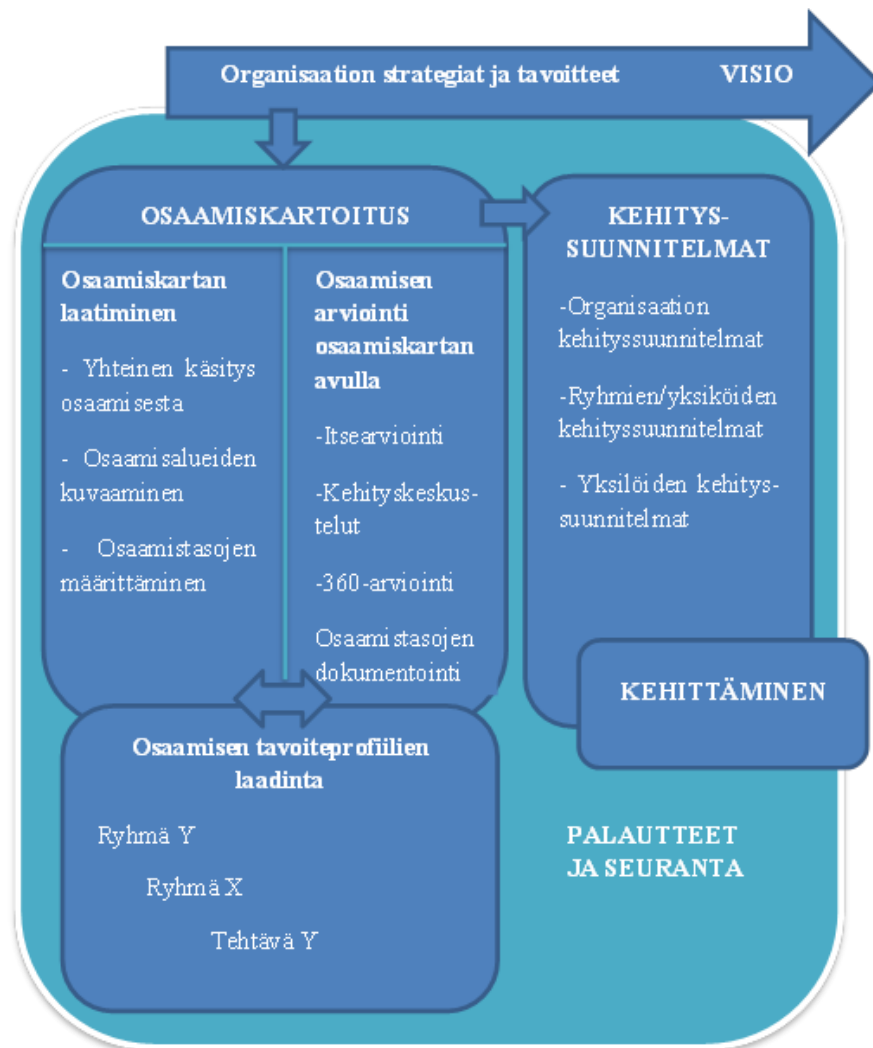 Organisaation strategiat ja tavoitteet VISIO
OSAAMISKARTOITUS
Osaamiskartan
laatiminen
- Yhteinen käsitys
osaamisesta
- Osaamisalueiden
kuvaaminen
- Osaamistasojen
määrittäminen
Osaamisen
arviointi
osaamiskartan
avulla
-Itsearviointi
-Kehityskeskus-
telut
-360-arviointi
Osaamistasojen
dokumentointi
KEHITYS-
SUUNNITELMAT
-Organisaation
kehityssuunnitelmat
-Ryhmien/yksiköiden
kehityssuunnitelmat
- Yksilöiden kehitys-
suunnitelmat
KEHITTÄMINEN
Osaamisen tavoiteprofiilien
laadinta
Ryhmä Y
Ryhmä X
Tehtävä Y
PALAUTTEET
JA SEURANTA